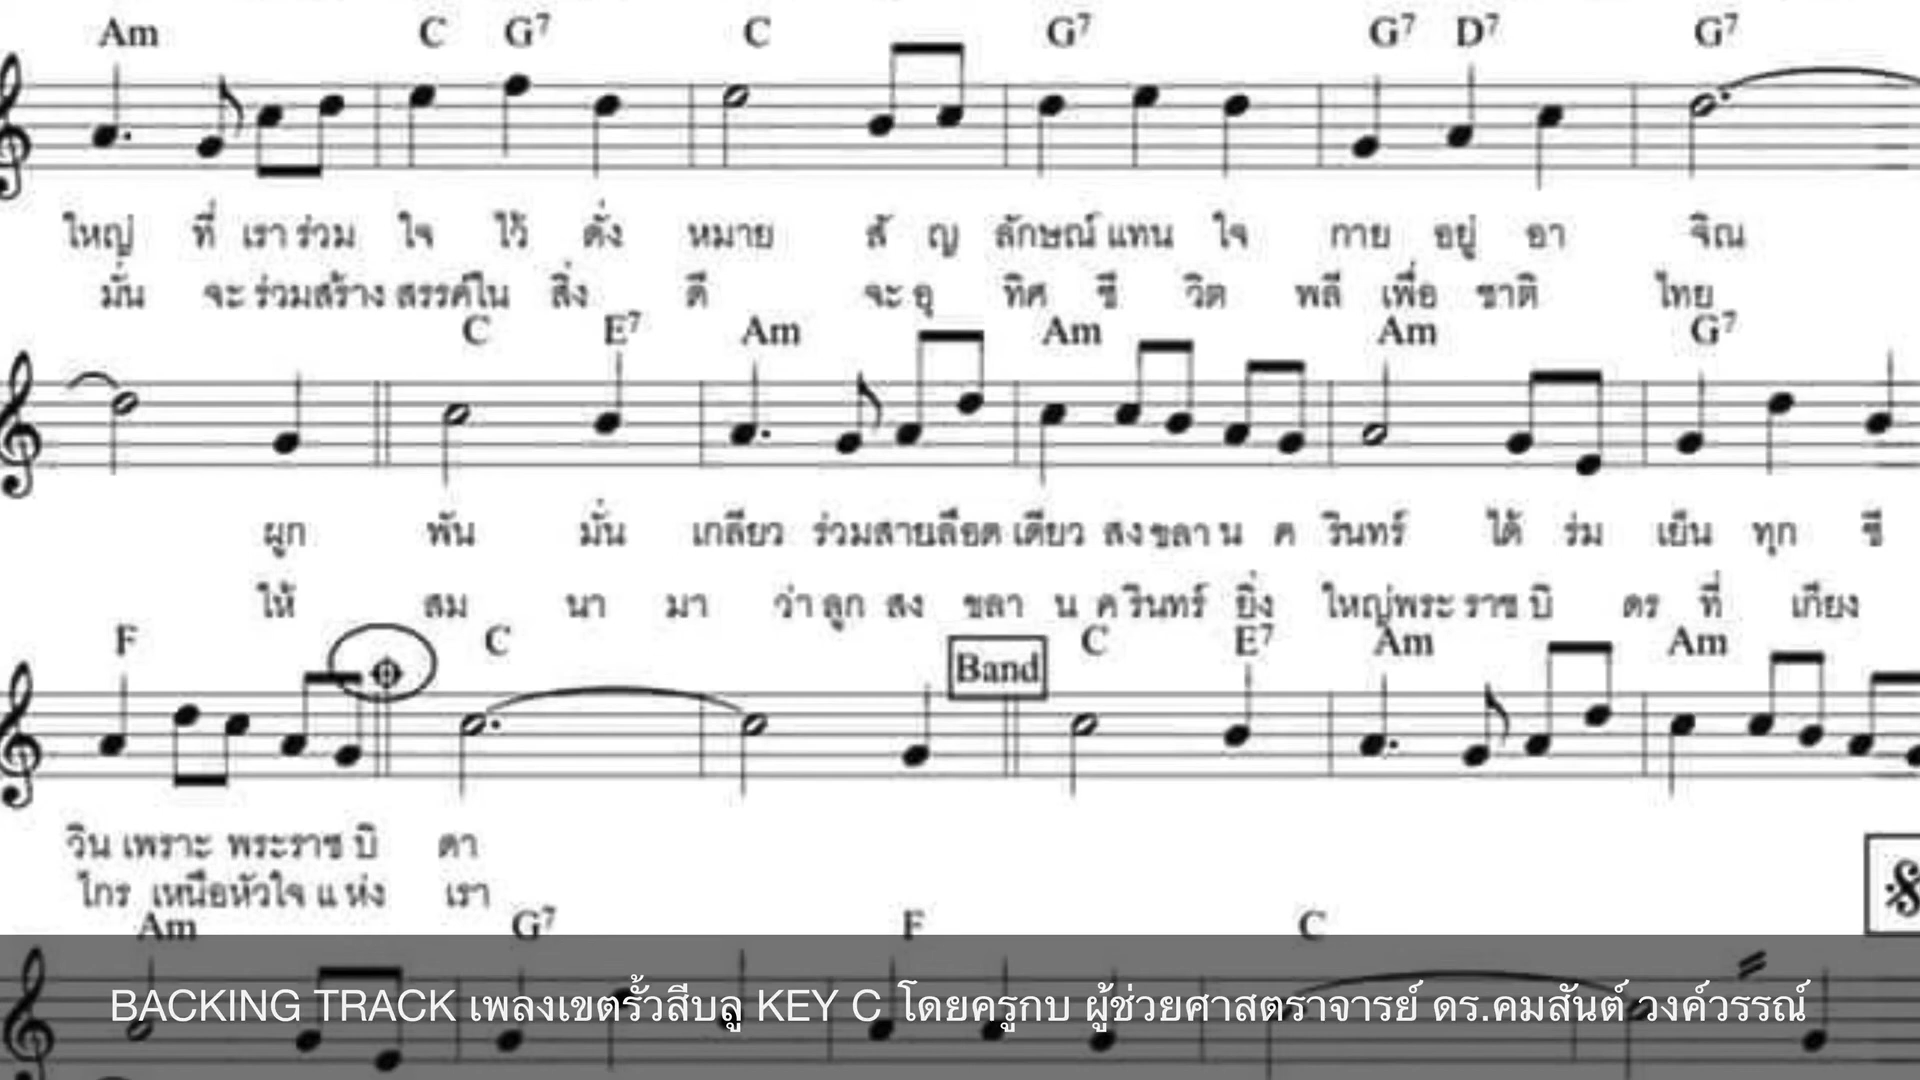 Am C G7 C G7 G7 D7 G7
ใหญ่ ที่ เรา ร่วม ใจ ไว้ ดั่ง หมาย สั ญ ลักษณ์ แทน ใจ กาย อยู่ อา จิณ
มั่น จะ ร่วมสร้าง สรรค์ใน สิ่ง ดี จะ อุ ทิศ ชี วิต พลี เพื่อ ชาติ ไทย
C E7 Am Am Am G7
ผูก พัน มั่น เกลียว ร่วมสายเลือด เดียว สง ขลา น ค รินทร์ ได้ ร่ม เย็น ทุก ชี
ให้ สม นา มา ว่า ลูก สง ขลา น ค รินทร์ ยิ่ง ใหญ่พระ ราช บิ ดร ที่ เกียง
F C Band C E7 Am Am
วิน เพราะ พระราช บิ ดา
ไกร เหนือหัวใจ แ ห่ง เรา
Am G7 F C
BACKING TRACK เพลงเขตรั้วสีบลู KEY C โดยครูกบ ผู้ช่วยศาสตราจารย์ ดร.คมสันต์ วงค์วรรณ์